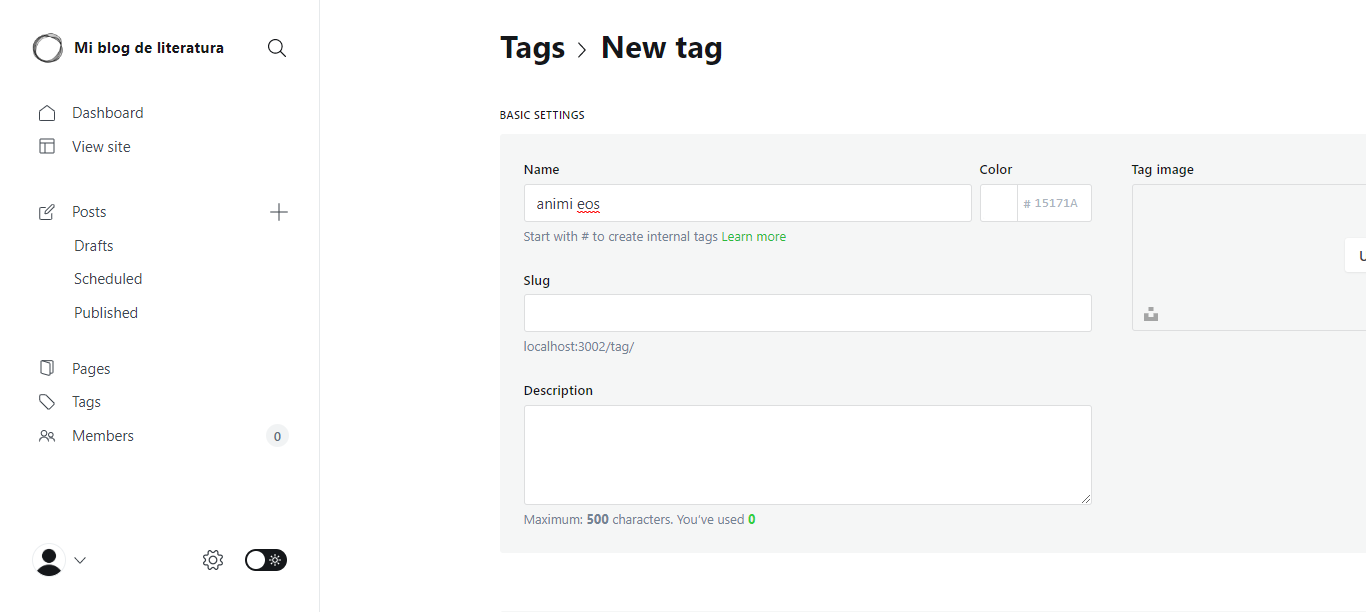 Mi blog de literatura
Dashboard
View site
Posts
Drafts
Scheduled
Published
Pages
Tags
Members 0
Tags > New tag
BASIC SETTINGS
Name
animi eos
Start with # to create internal tags Learn more
Color
# 15171A
Slug
localhost:3002/tag/
Description
Maximum: 500 characters. You've used 0
Tag image